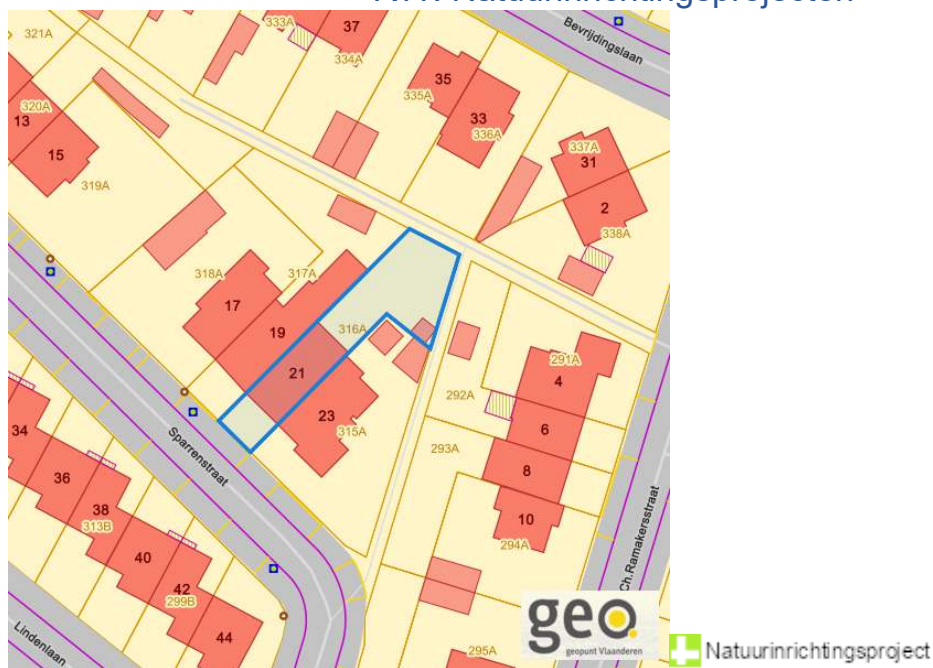 321A
333A
37
334A
Bevrijdingslaan
320A
13
15
319A
35
335A
33
336A
337A
31
2
338A
318A
317A
17
19
316A
21
23
315A
291A
4
292A
6
293A
8
10
294A
Sparrenstraat
34
36
38
313B
40
42
299B
44
Lindenlaan
Ch.Ramakersstraat
295A
geo
geopunt Vlaanderen
Natuurinrichtingsproject